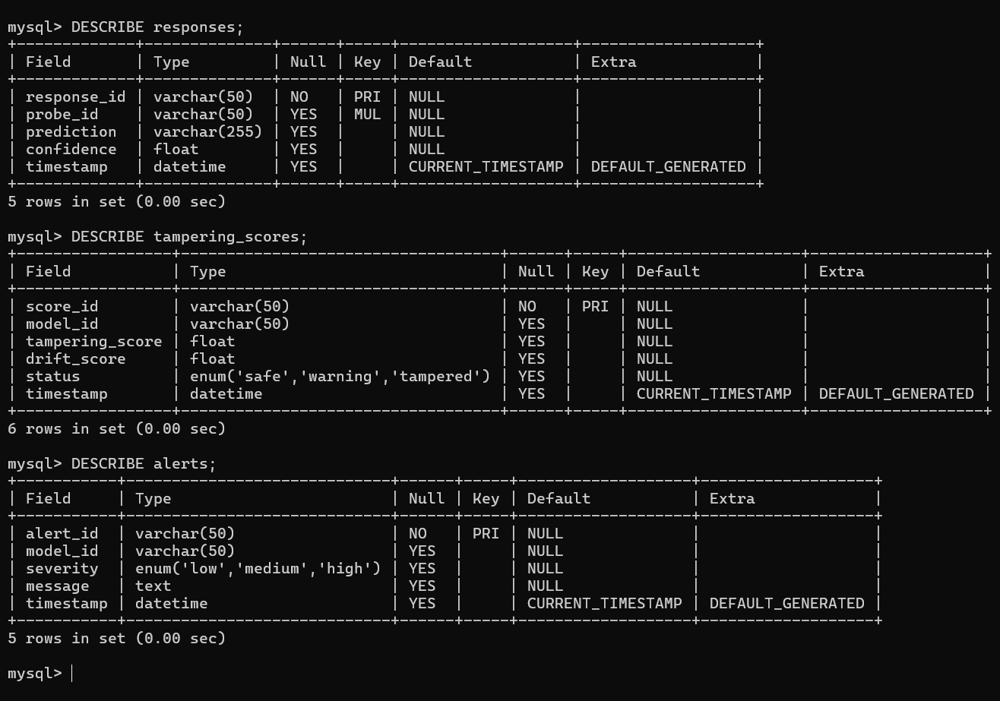 mysql> DESCRIBE responses;
+-------------+--------------+------+-----+-------------------+-------------------+
| Field       | Type         | Null | Key | Default           | Extra             |
+-------------+--------------+------+-----+-------------------+-------------------+
| response_id | varchar(50)  | NO   | PRI | NULL              |                   |
| probe_id    | varchar(50)  | YES  | MUL | NULL              |                   |
| prediction  | varchar(255) | YES  |     | NULL              |                   |
| confidence  | float        | YES  |     | NULL              |                   |
| timestamp   | datetime     | YES  |     | CURRENT_TIMESTAMP | DEFAULT_GENERATED |
+-------------+--------------+------+-----+-------------------+-------------------+
5 rows in set (0.00 sec)

mysql> DESCRIBE tampering_scores;
+-----------------+-----------------------------------+------+-----+-------------------+-------------------+
| Field           | Type                              | Null | Key | Default           | Extra             |
+-----------------+-----------------------------------+------+-----+-------------------+-------------------+
| score_id        | varchar(50)                       | NO   | PRI | NULL              |                   |
| model_id        | varchar(50)                       | YES  |     | NULL              |                   |
| tampering_score | float                             | YES  |     | NULL              |                   |
| drift_score     | float                             | YES  |     | NULL              |                   |
| status          | enum('safe','warning','tampered') | YES  |     | NULL              |                   |
| timestamp       | datetime                          | YES  |     | CURRENT_TIMESTAMP | DEFAULT_GENERATED |
+-----------------+-----------------------------------+------+-----+-------------------+-------------------+
6 rows in set (0.00 sec)

mysql> DESCRIBE alerts;
+-----------+-----------------------------+------+-----+-------------------+-------------------+
| Field     | Type                        | Null | Key | Default           | Extra             |
+-----------+-----------------------------+------+-----+-------------------+-------------------+
| alert_id  | varchar(50)                 | NO   | PRI | NULL              |                   |
| model_id  | varchar(50)                 | YES  |     | NULL              |                   |
| severity  | enum('low','medium','high') | YES  |     | NULL              |                   |
| message   | text                        | YES  |     | NULL              |                   |
| timestamp | datetime                    | YES  |     | CURRENT_TIMESTAMP | DEFAULT_GENERATED |
+-----------+-----------------------------+------+-----+-------------------+-------------------+
5 rows in set (0.00 sec)

mysql>